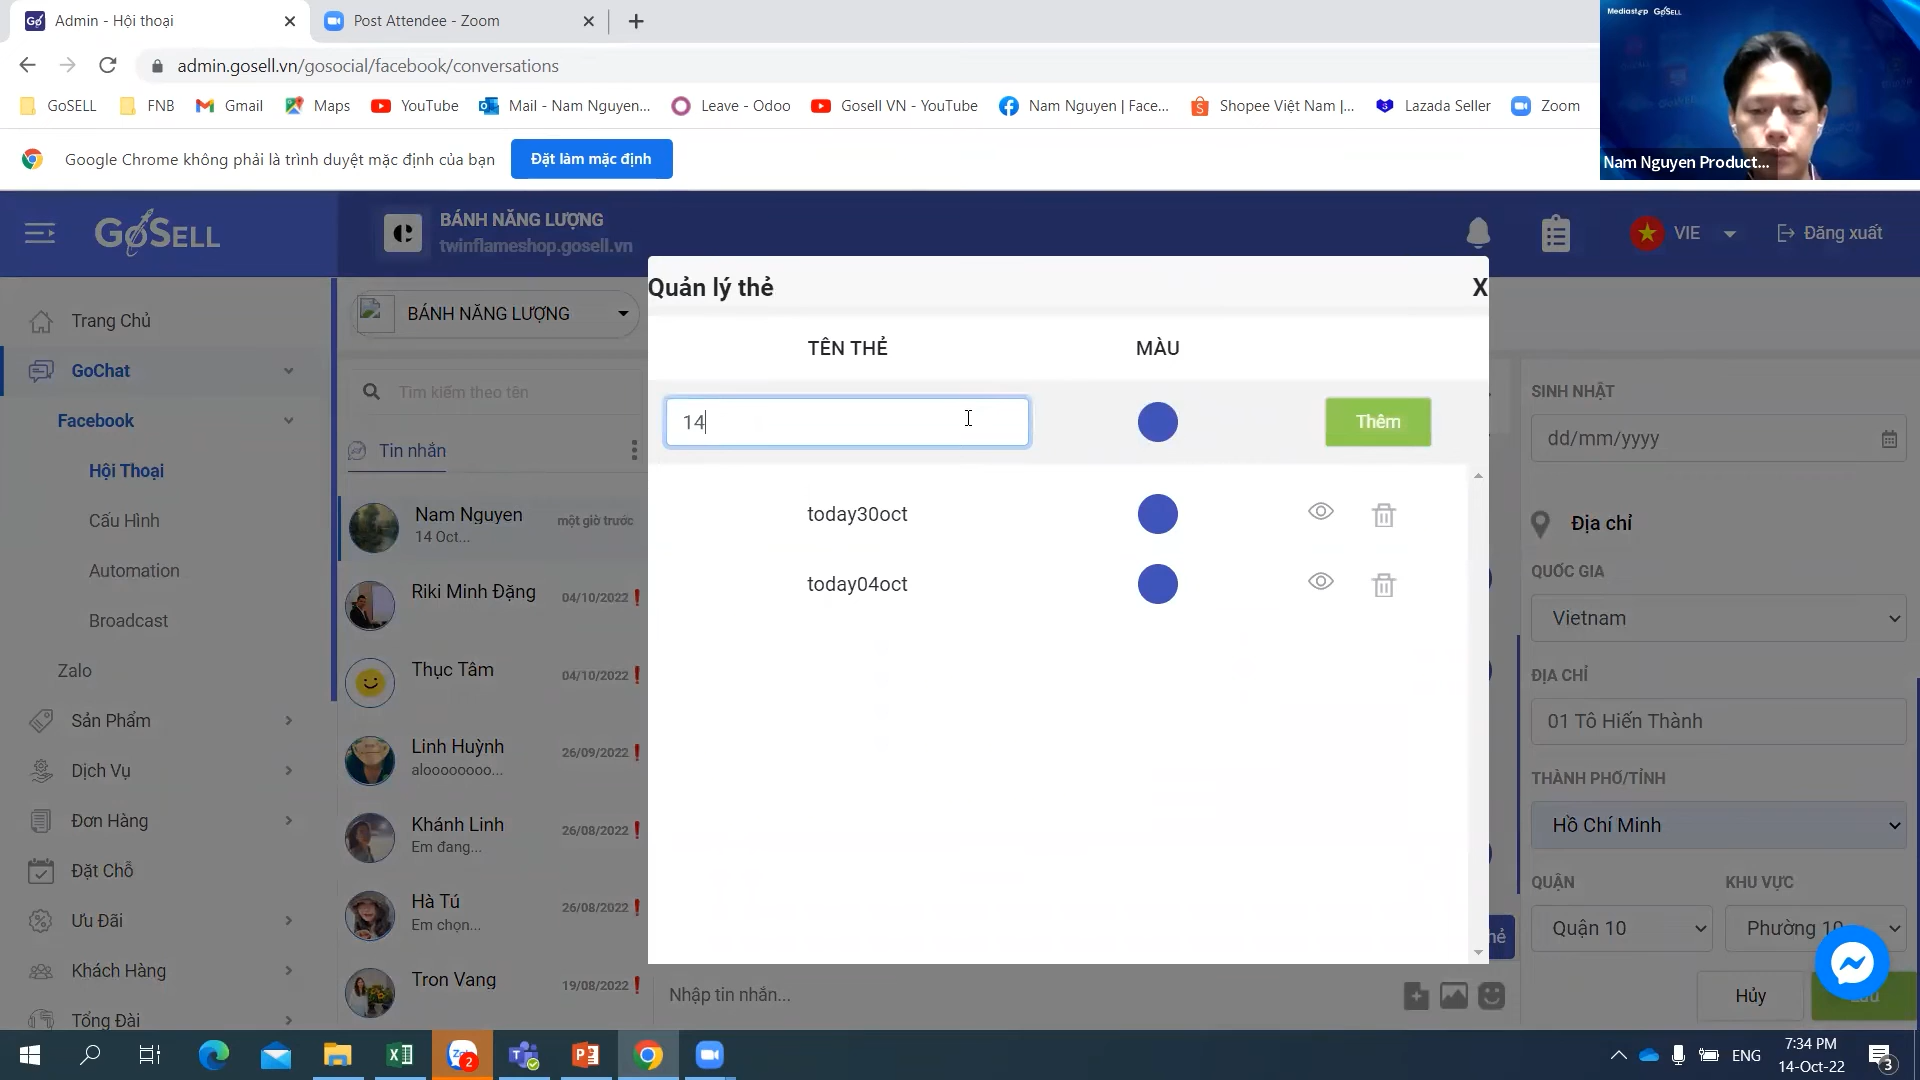 Admin - Hội thoại
Post Attendee - Zoom
admin.gosell.vn/gosocial/facebook/conversations
GoSELL
FNB
Gmail
Maps
YouTube
Mail - Nam Nguyen...
Leave - Odoo
Gosell VN - YouTube
Nam Nguyen | Face...
Shopee Việt Nam |...
Lazada Seller
Zoom
Google Chrome không phải là trình duyệt mặc định của bạn
Đặt làm mặc định
Mediastep GoSELL
Nam Nguyen Product...
GoSELL
BÁNH NĂNG LƯỢNG
twinflameshop.gosell.vn
VIE
Đăng xuất
Trang Chủ
GoChat
Facebook
Hội Thoại
Cấu Hình
Automation
Broadcast
Zalo
Sản Phẩm
Dịch Vụ
Đơn Hàng
Đặt Chỗ
Ưu Đãi
Khách Hàng
Tổng Đài
BÁNH NĂNG LƯỢNG
Tìm kiếm theo tên
Tin nhắn
Nam Nguyen
một giờ trước
14 Oct...
Riki Minh Đặng
04/10/2022
Thục Tâm
04/10/2022
Linh Huỳnh
26/09/2022
alooooooo...
Khánh Linh
26/08/2022
Em đang...
Hà Tú
26/08/2022
Em chọn...
Tron Vang
19/08/2022
Quản lý thẻ
X
TÊN THẺ
MÀU
14
Thêm
today30oct
today04oct
Nhập tin nhắn...
SINH NHẬT
dd/mm/yyyy
Địa chỉ
QUỐC GIA
Vietnam
ĐỊA CHỈ
01 Tô Hiến Thành
THÀNH PHỐ/TỈNH
Hồ Chí Minh
QUẬN
KHU VỰC
Quận 10
Phường 10
Hủy
2
ENG
7:34 PM
14-Oct-22
3